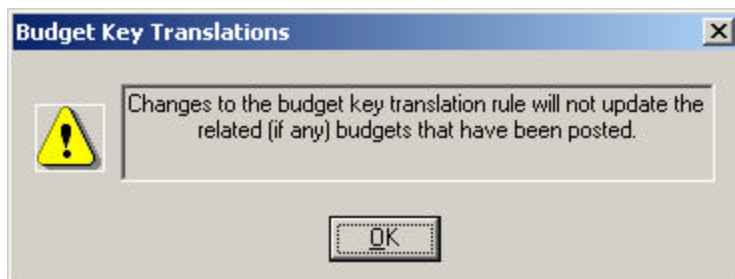 Budget Key Translations
Changes to the budget key translation rule will not update the
related (if any) budgets that have been posted.
OK